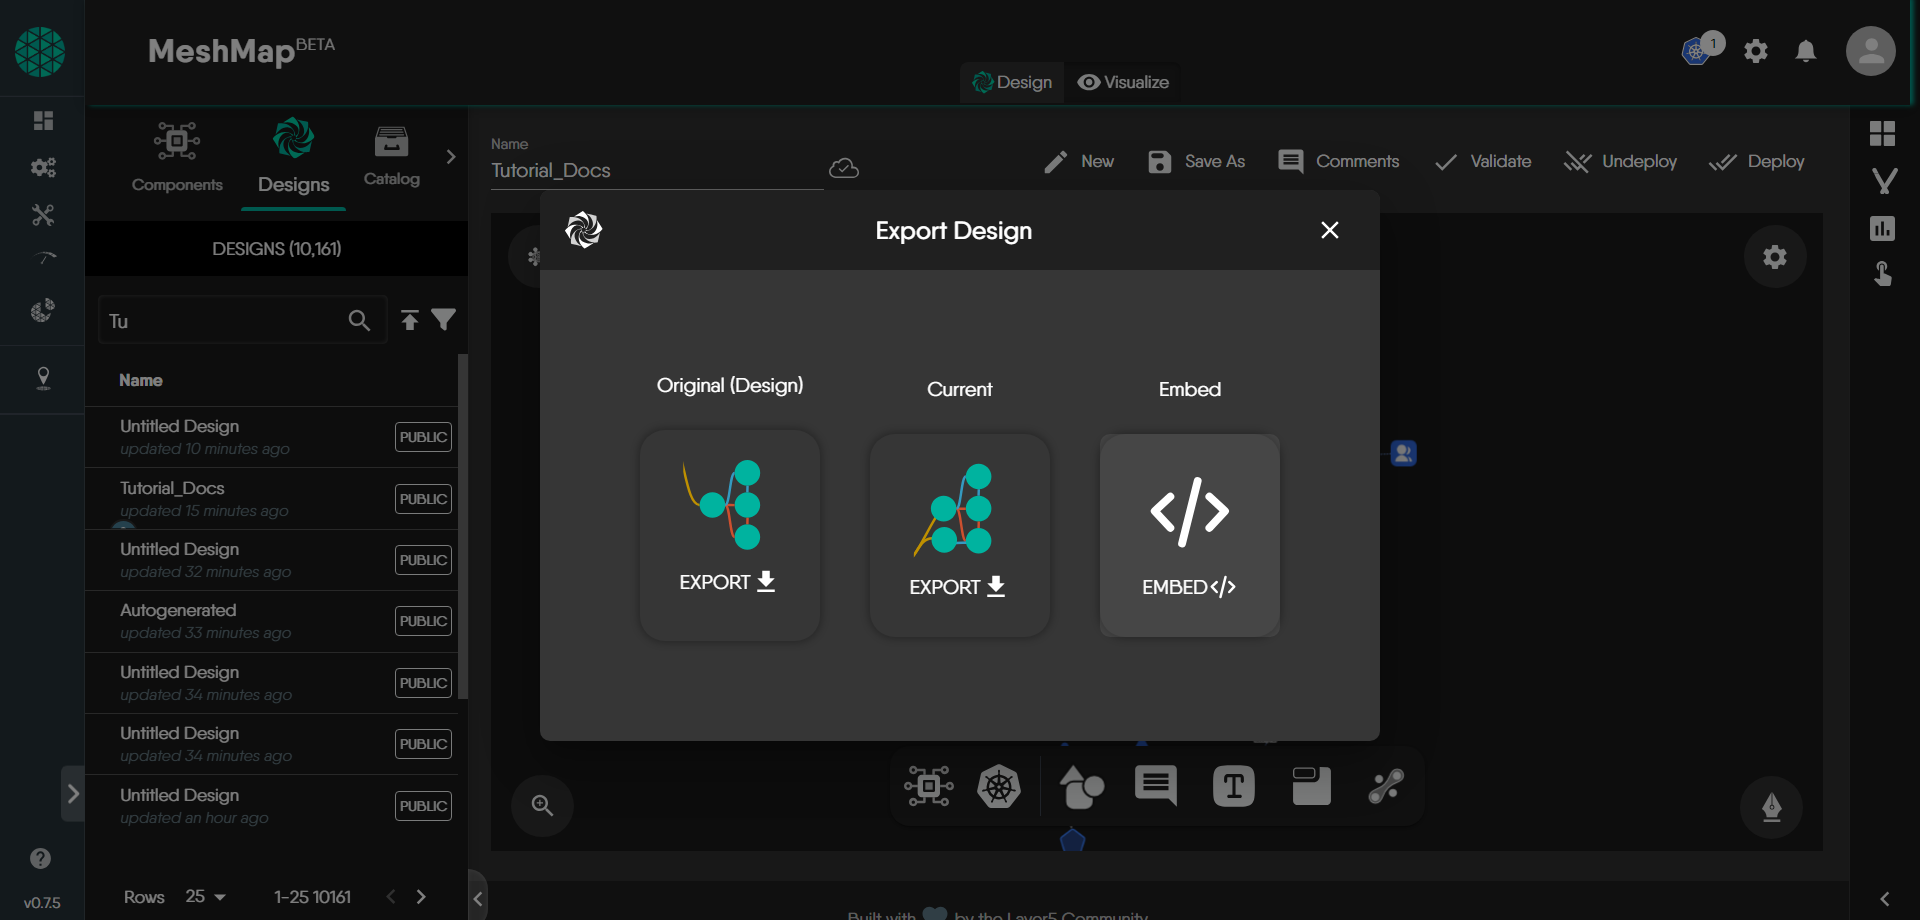 MeshMap BETA
1
Design
Visualize
Components
Designs
Catalog
Name
Tutorial_Docs
New
Save As
Comments
Validate
Undeploy
Deploy
DESIGNS (10,161)
Tu
Name
Untitled Design
updated 10 minutes ago
PUBLIC
Tutorial_Docs
updated 15 minutes ago
PUBLIC
Untitled Design
updated 32 minutes ago
PUBLIC
Autogenerated
updated 33 minutes ago
PUBLIC
Untitled Design
updated 34 minutes ago
PUBLIC
Untitled Design
updated 34 minutes ago
PUBLIC
Untitled Design
updated an hour ago
PUBLIC
Rows 25 1-25 10161
v0.7.5
Export Design
Original (Design)
EXPORT
Current
EXPORT
Embed
EMBED</>
T
Built with by the Layer5 Community